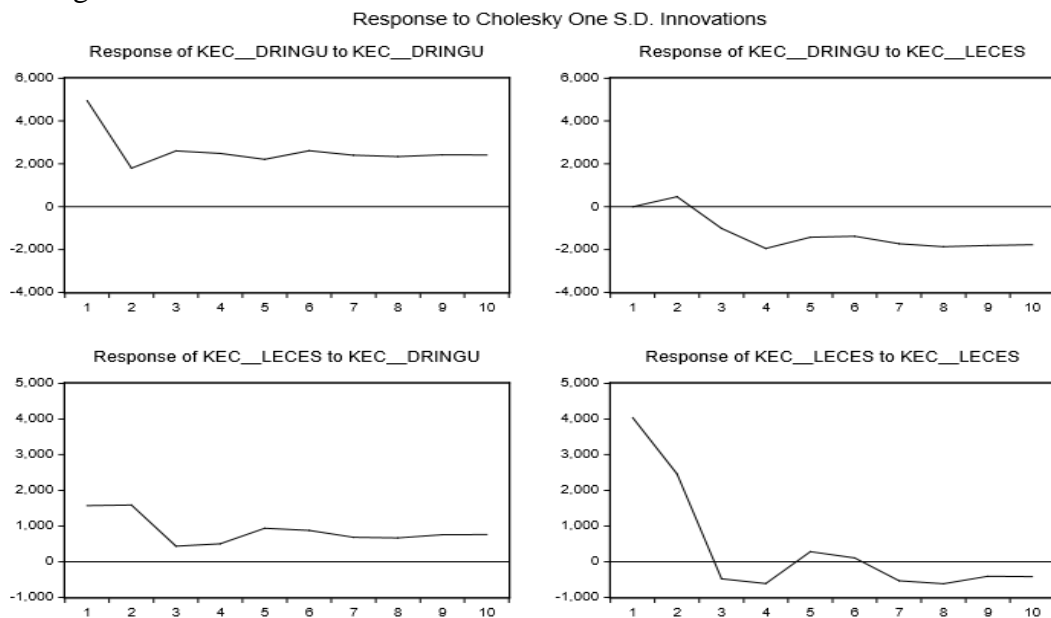 Response to Cholesky One S.D. Innovations
Response of KEC__DRINGU to KEC__DRINGU
6,000
4,000
2,000
0
-2,000
-4,000
1 2 3 4 5 6 7 8 9 10
Response of KEC__DRINGU to KEC__LECES
6,000
4,000
2,000
0
-2,000
-4,000
1 2 3 4 5 6 7 8 9 10
Response of KEC__LECES to KEC__DRINGU
5,000
4,000
3,000
2,000
1,000
0
-1,000
1 2 3 4 5 6 7 8 9 10
Response of KEC__LECES to KEC__LECES
5,000
4,000
3,000
2,000
1,000
0
-1,000
1 2 3 4 5 6 7 8 9 10